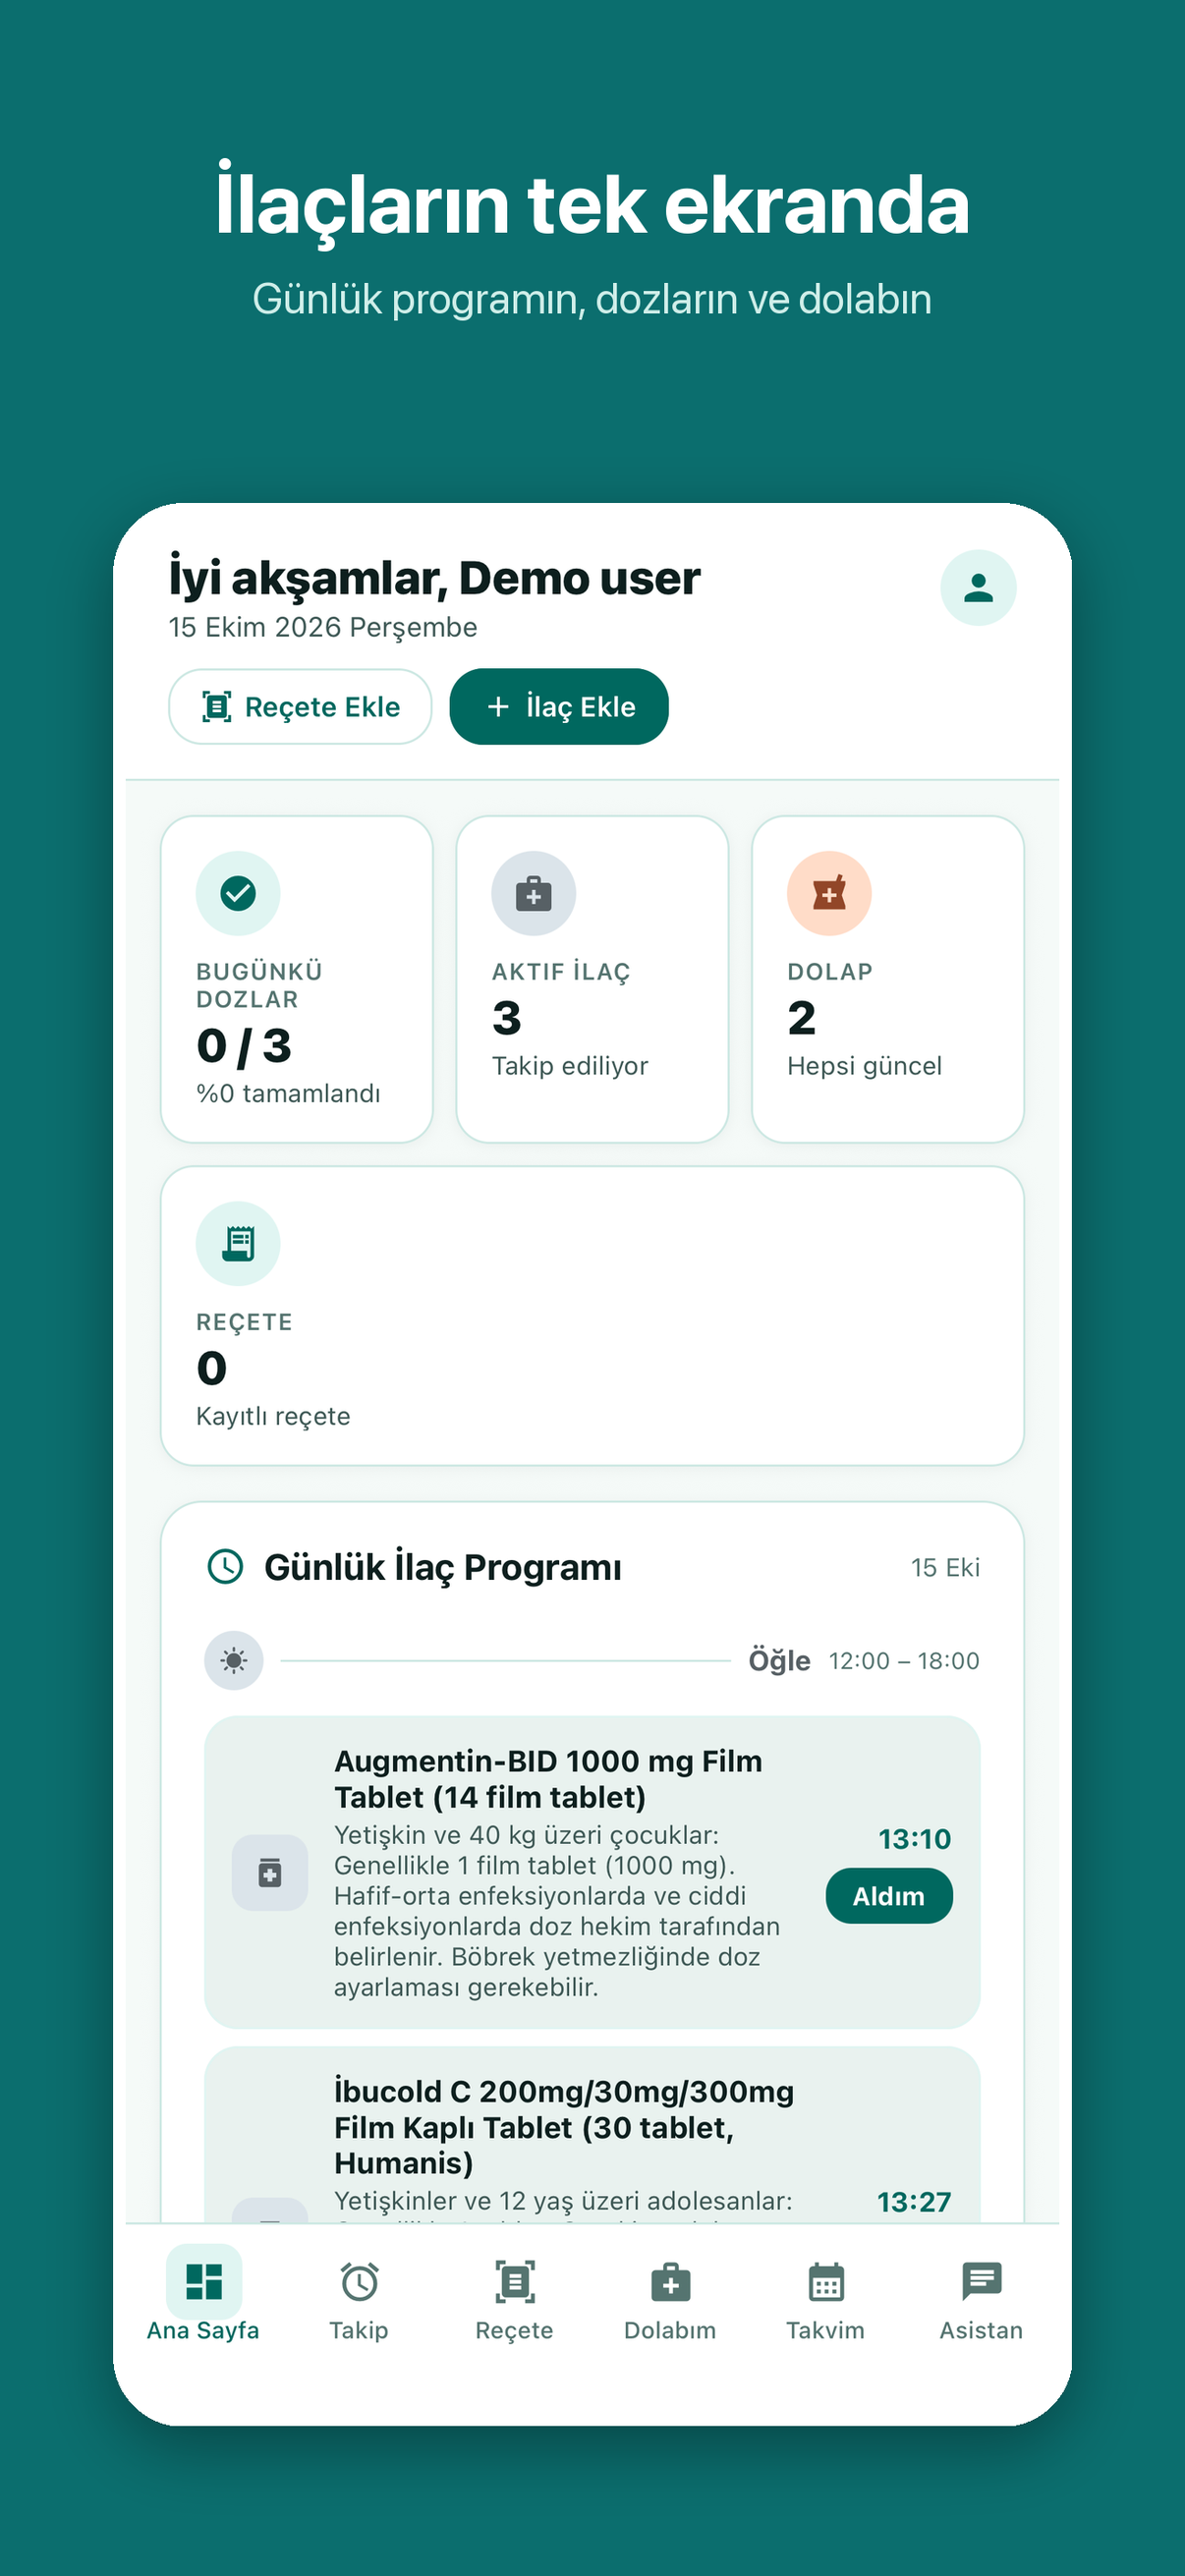 İlaçların tek ekranda
Günlük programın, dozların ve dolabın
İyi akşamlar, Demo user
15 Ekim 2026 Perşembe
Reçete Ekle
+ İlaç Ekle
BUGÜNKÜ
DOZLAR
0 / 3
%0 tamamlandı
AKTIF İLAÇ
3
Takip ediliyor
DOLAP
2
Hepsi güncel
REÇETE
0
Kayıtlı reçete
Günlük İlaç Programı
15 Eki
Öğle 12:00 – 18:00
Augmentin-BID 1000 mg Film
Tablet (14 film tablet)
Yetişkin ve 40 kg üzeri çocuklar:
Genellikle 1 film tablet (1000 mg).
Hafif-orta enfeksiyonlarda ve ciddi
enfeksiyonlarda doz hekim tarafından
belirlenir. Böbrek yetmezliğinde doz
ayarlaması gerekebilir.
13:10
Aldım
İbucold C 200mg/30mg/300mg
Film Kaplı Tablet (30 tablet,
Humanis)
Yetişkinler ve 12 yaş üzeri adolesanlar:
13:27
Ana Sayfa
Takip
Reçete
Dolabım
Takvim
Asistan